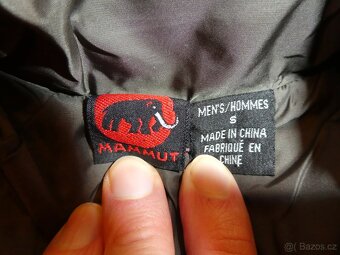 MAMMUT
MEN'S/HOMMES
S
MADE IN CHINA
FABRIQUÉ EN
CHINE
Bazos.cz